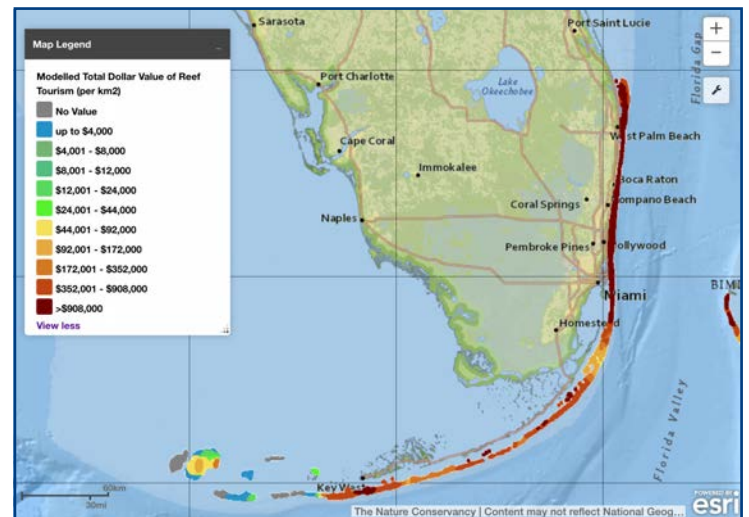 Map Legend
Modelled Total Dollar Value of Reef
Tourism (per km2)
No Value
up to $4,000
$4,001 - $8,000
$8,001 - $12,000
$12,001 - $24,000
$24,001 - $44,000
$44,001 - $92,000
$92,001 - $172,000
$172,001 - $352,000
$352,001 - $908,000
>$908,000
View less
Sarasota
Port Saint Lucie
Florida Gap
Port Charlotte
Lake
Okeechobee
West Palm Beach
Cape Coral
Immokalee
Boca Raton
Coral Springs
Pompano Beach
Naples
Pembroke Pines
Hollywood
Miami
BIMI
Homestead
Florida Valley
Key West
60km
30mi
The Nature Conservancy | Content may not reflect National Geog...
POWERED BY
esri